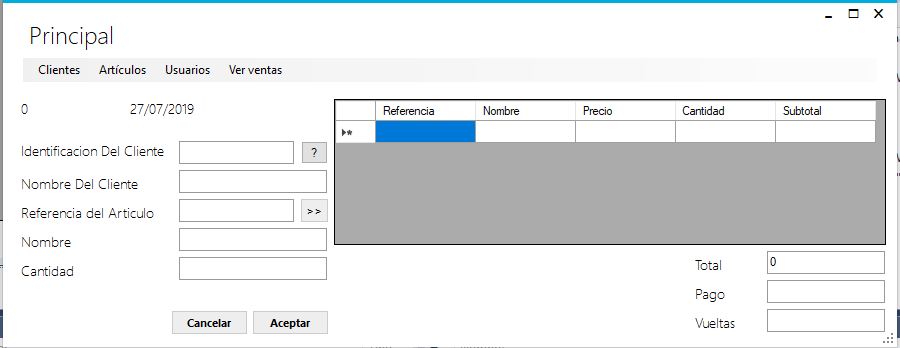 Principal
Clientes Artículos Usuarios Ver ventas
0 27/07/2019
Referencia Nombre Precio Cantidad Subtotal
Identificacion Del Cliente ?
Nombre Del Cliente
Referencia del Articulo >>
Nombre
Cantidad
Total 0
Pago
Vueltas
Cancelar Aceptar